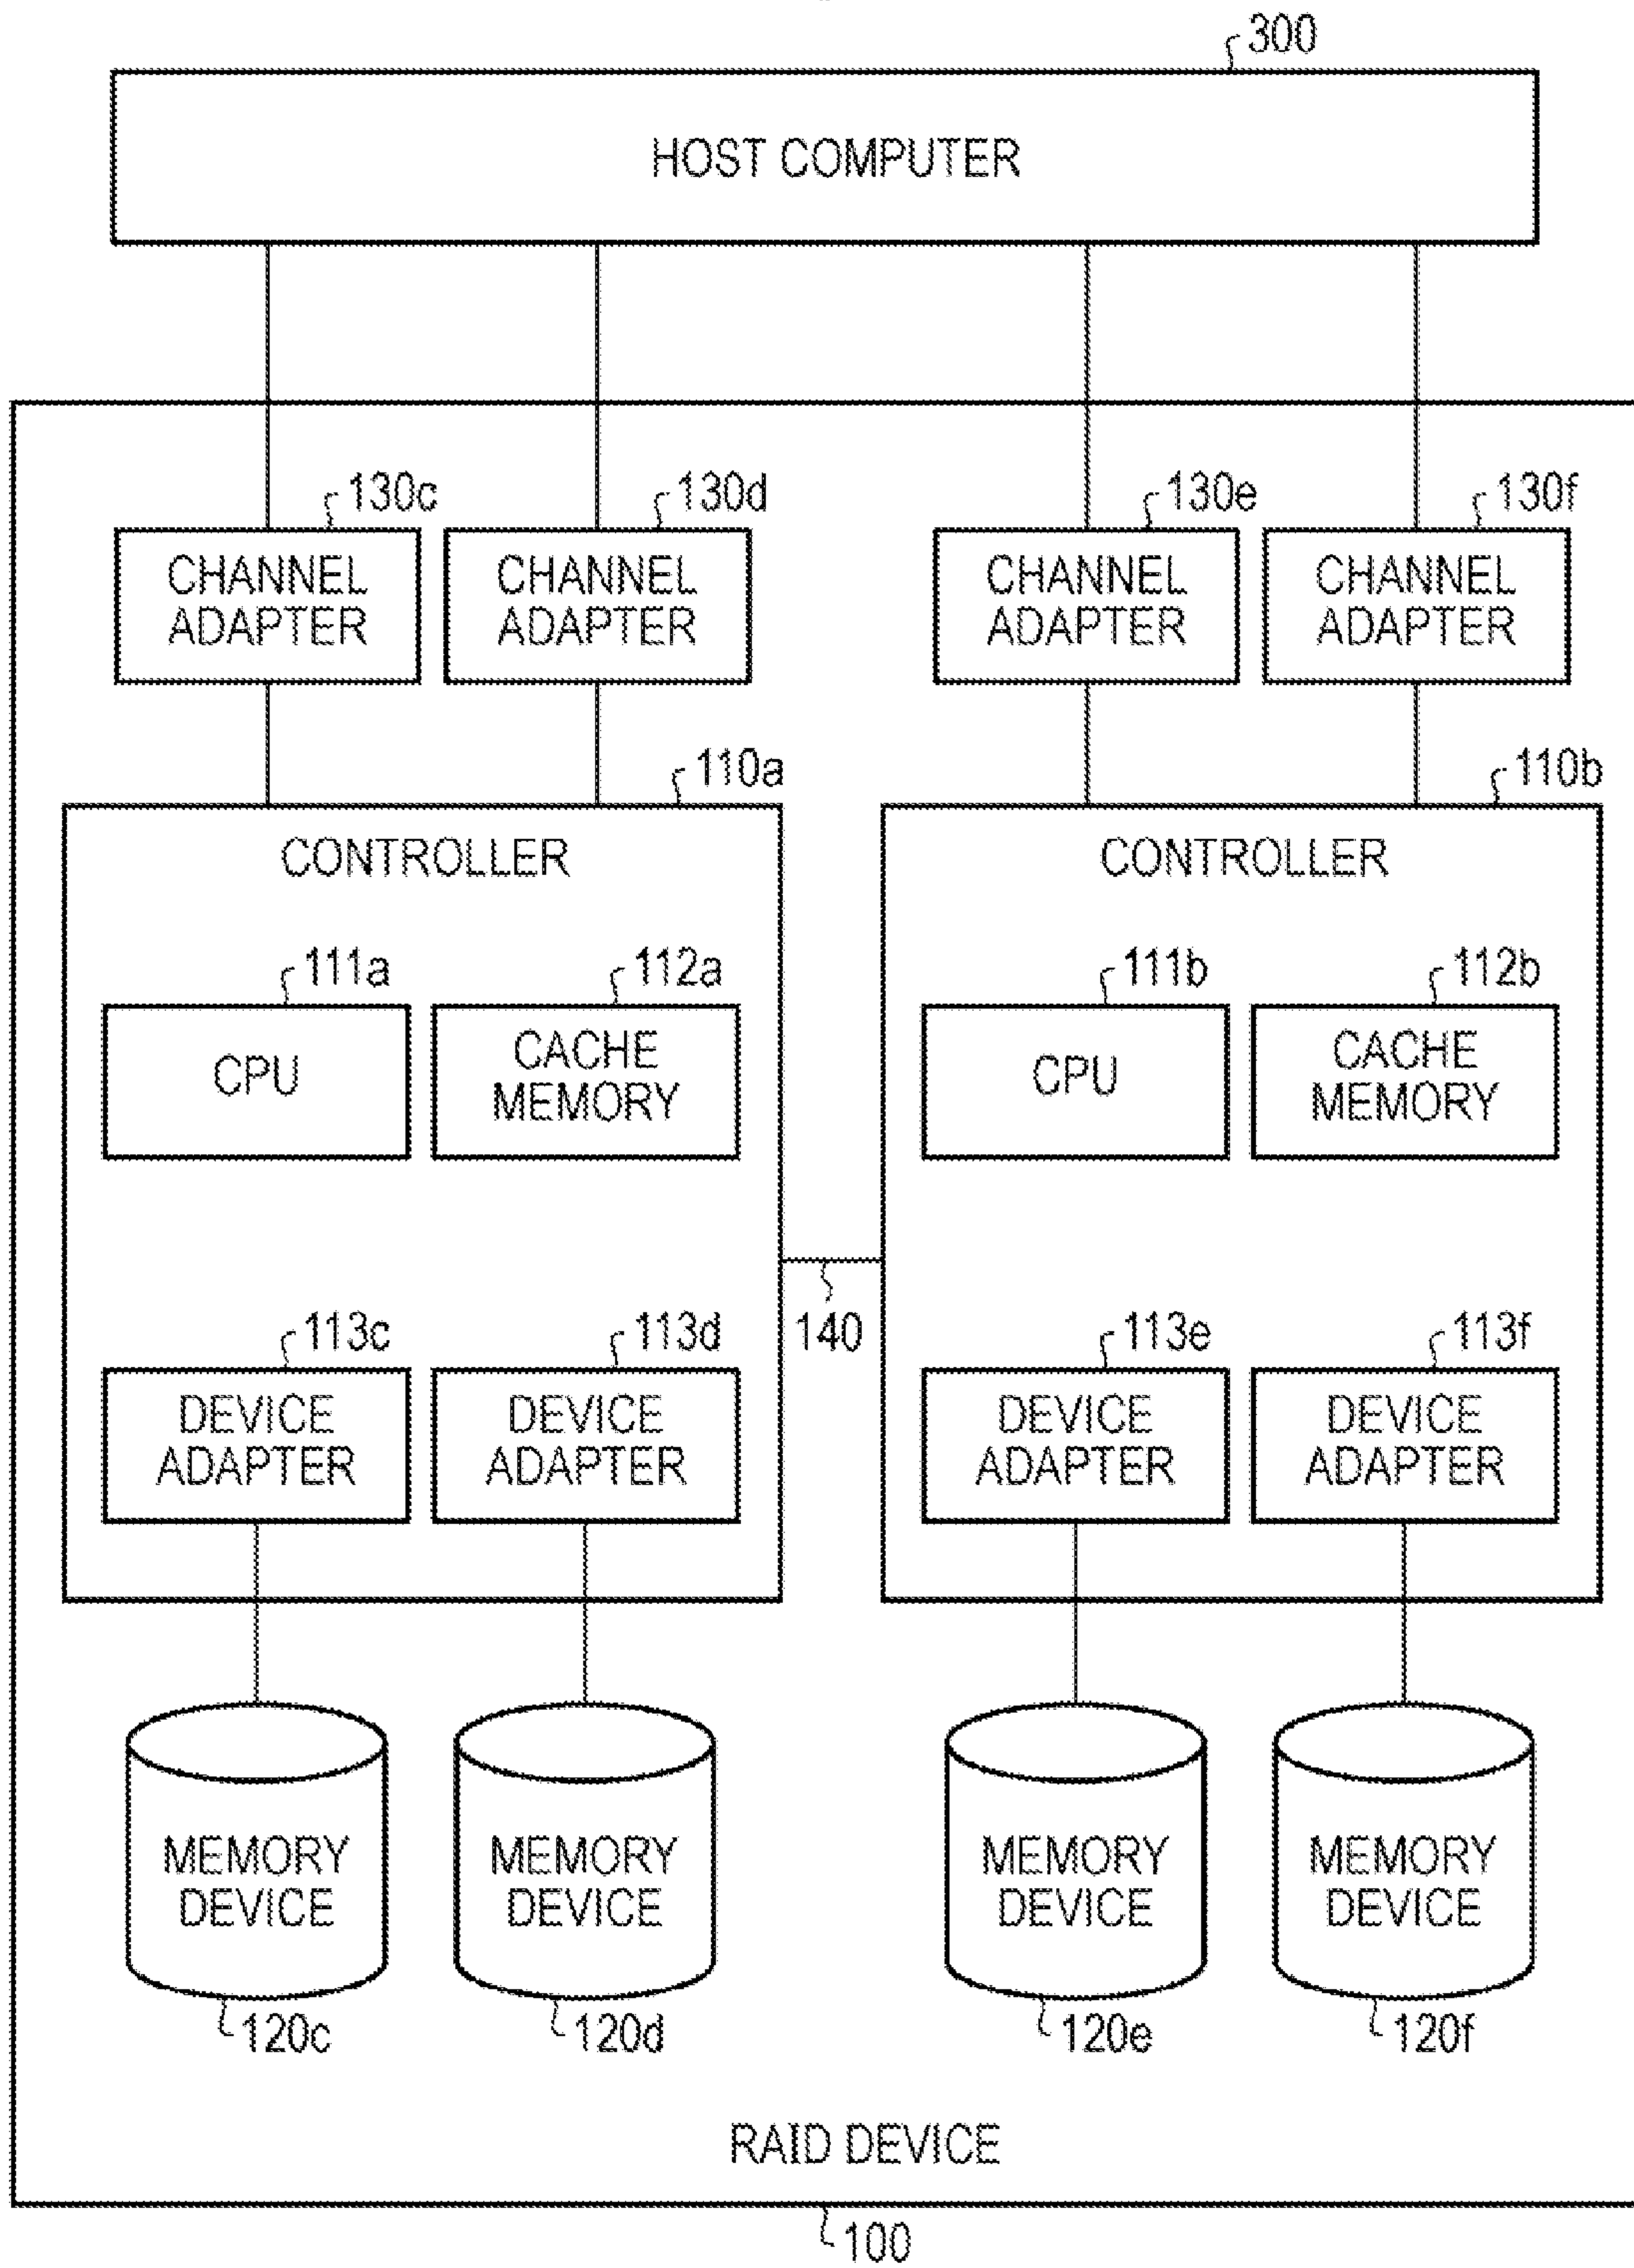 300
HOST COMPUTER
130c 130d 130e 130f
CHANNEL CHANNEL CHANNEL CHANNEL
ADAPTER ADAPTER ADAPTER ADAPTER
110a 110b
CONTROLLER CONTROLLER
111a 112a 111b 112b
CPU CACHE MEMORY CPU CACHE MEMORY
113c 113d 140 113e 113f
DEVICE DEVICE DEVICE DEVICE
ADAPTER ADAPTER ADAPTER ADAPTER
MEMORY MEMORY MEMORY MEMORY
DEVICE DEVICE DEVICE DEVICE
120c 120d 120e 120f
RAID DEVICE
100